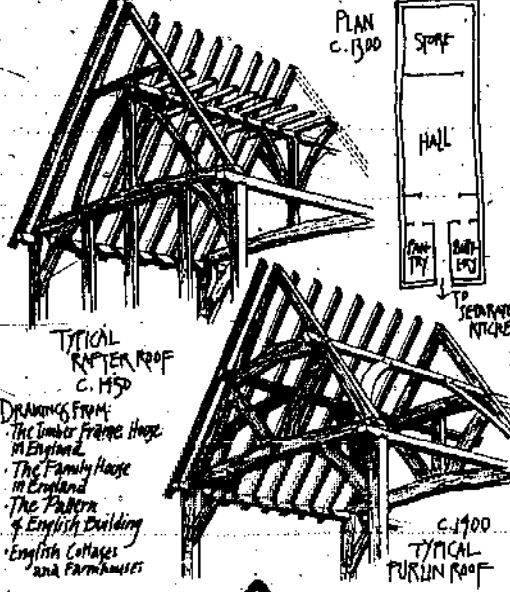 PLAN
C.1300
STORE
HALL
PAN-
TRY
BUTT-
ERY
TO
SEPARATE
KITCHE
TYPICAL
RAFTER ROOF
C. 1450
DRAWINGS FROM:
· The Timber Frame House
in England
· The Family House
in England
· The Pattern
of English Building
· English Cottages
and Farmhouses
C.1400
TYPICAL
PURLIN ROOF